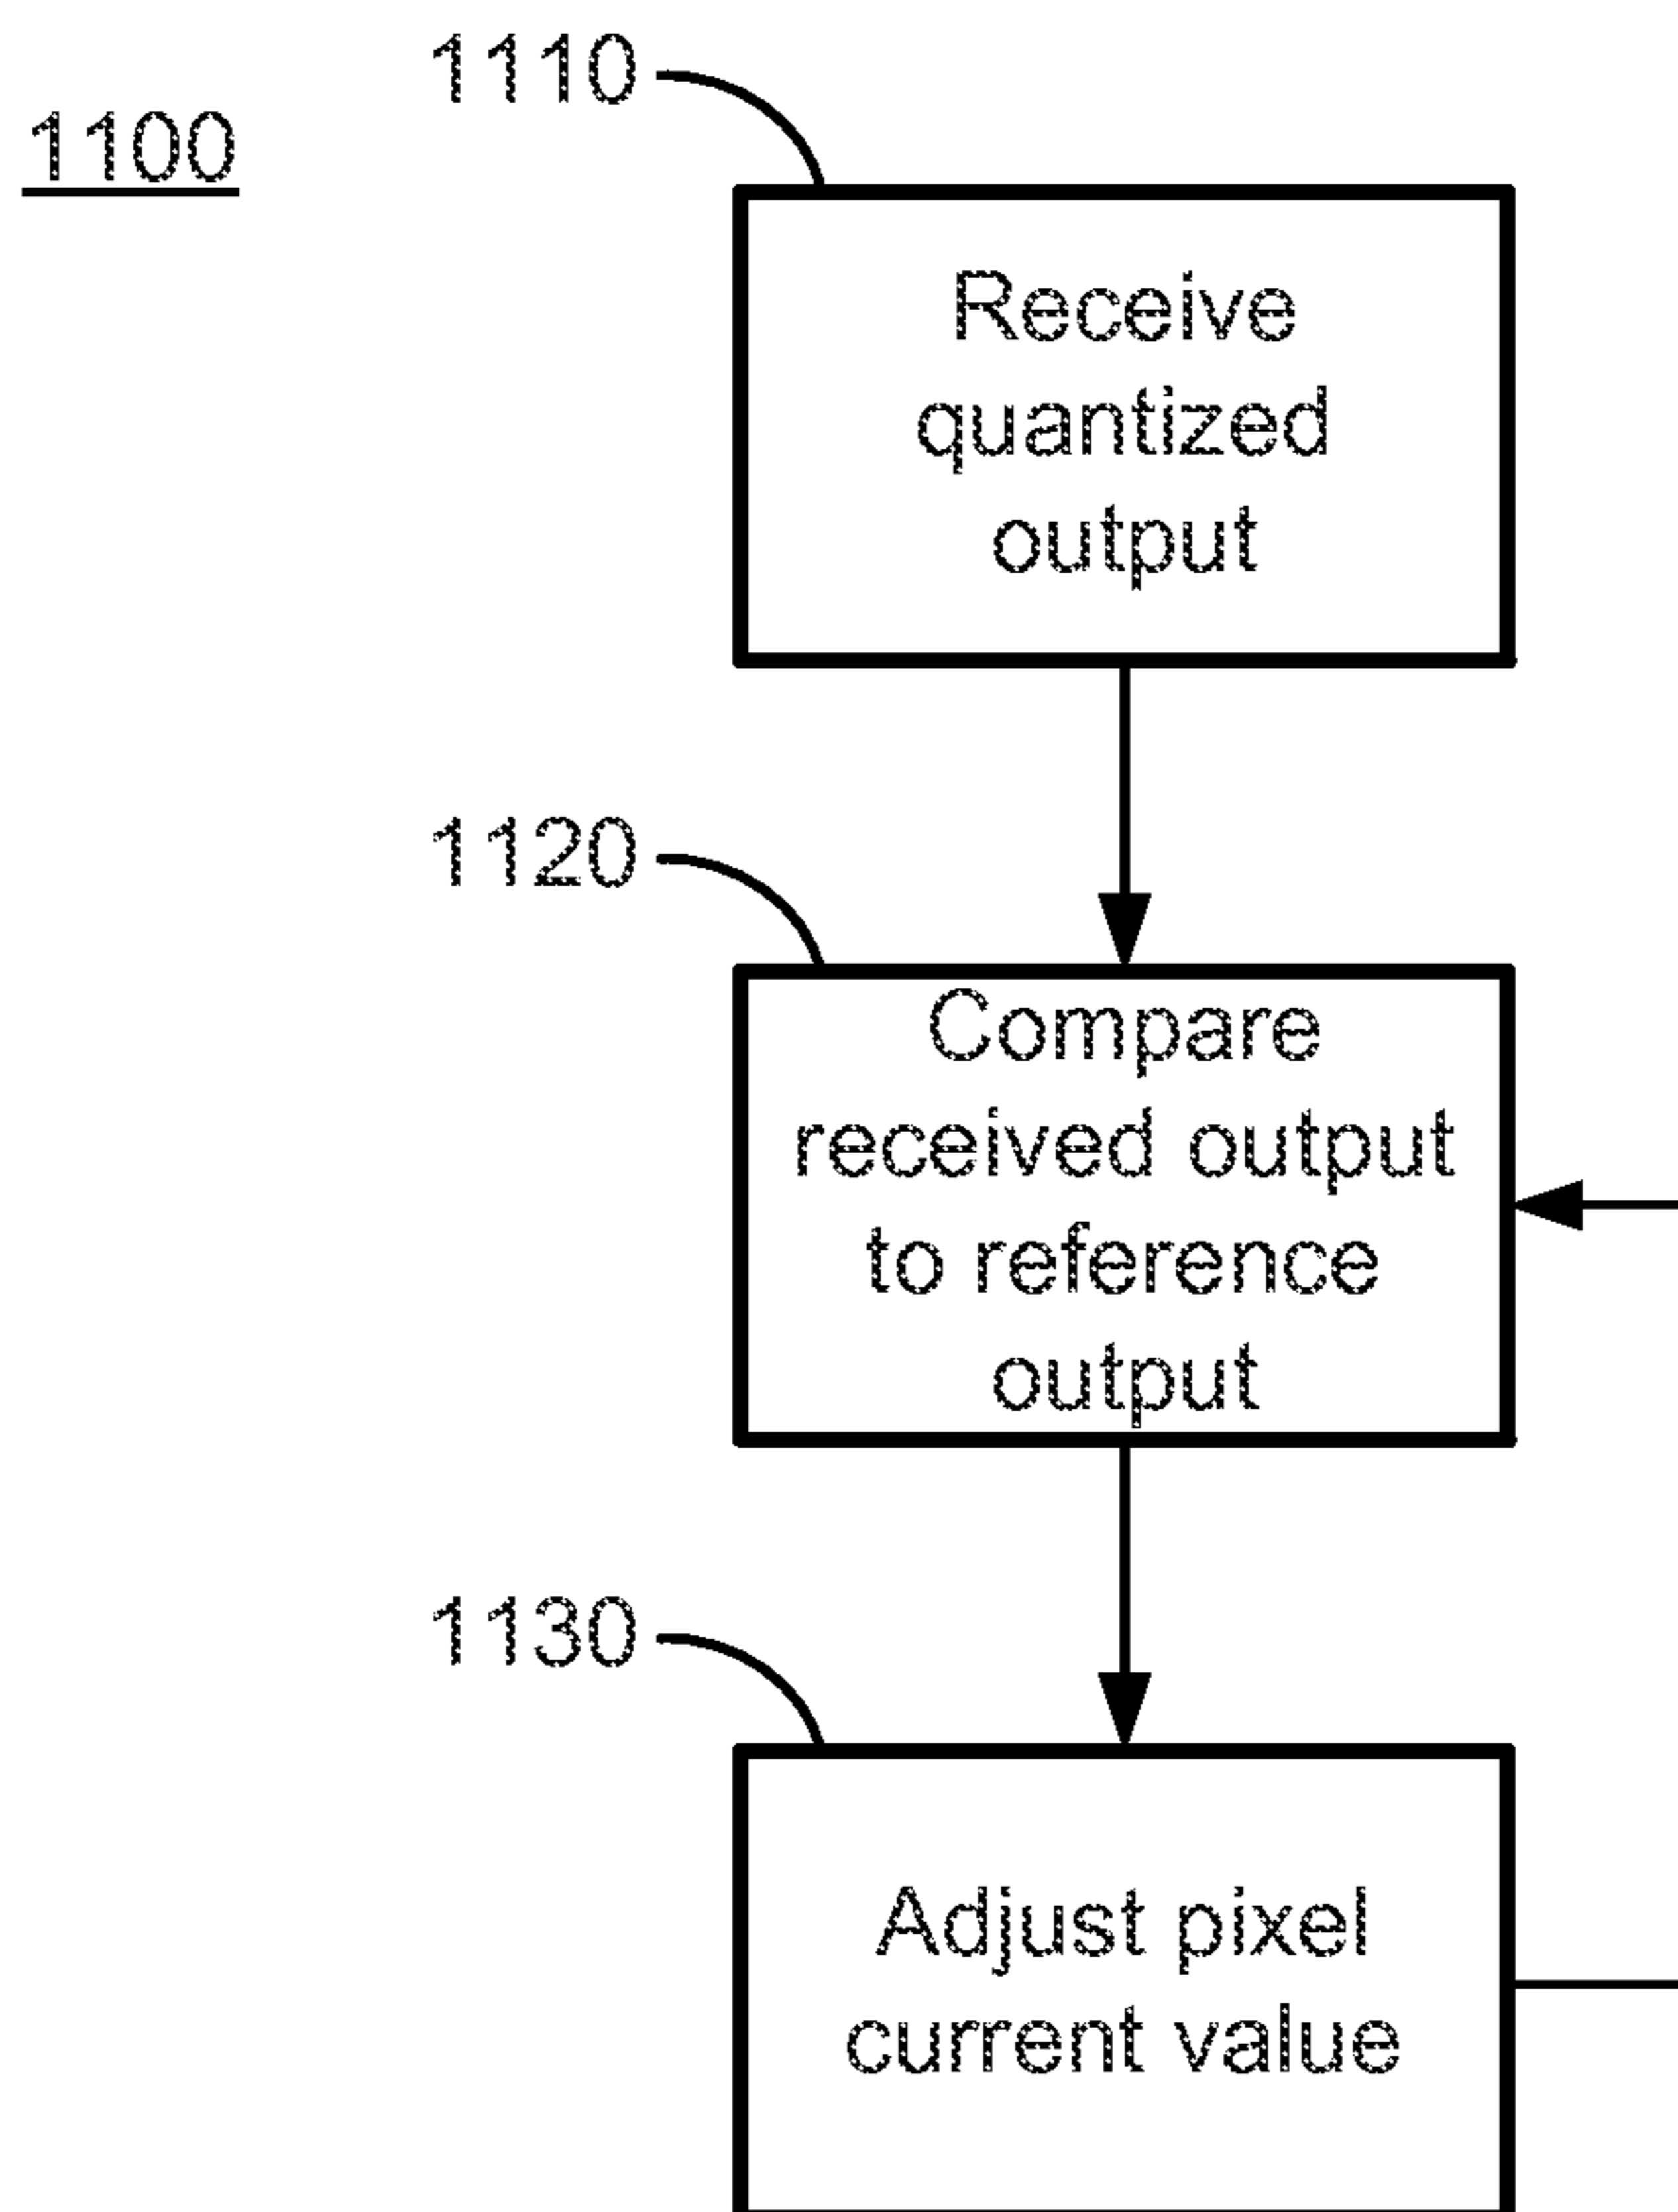 1100
1110
Receive
quantized
output
1120
Compare
received output
to reference
output
1130
Adjust pixel
current value